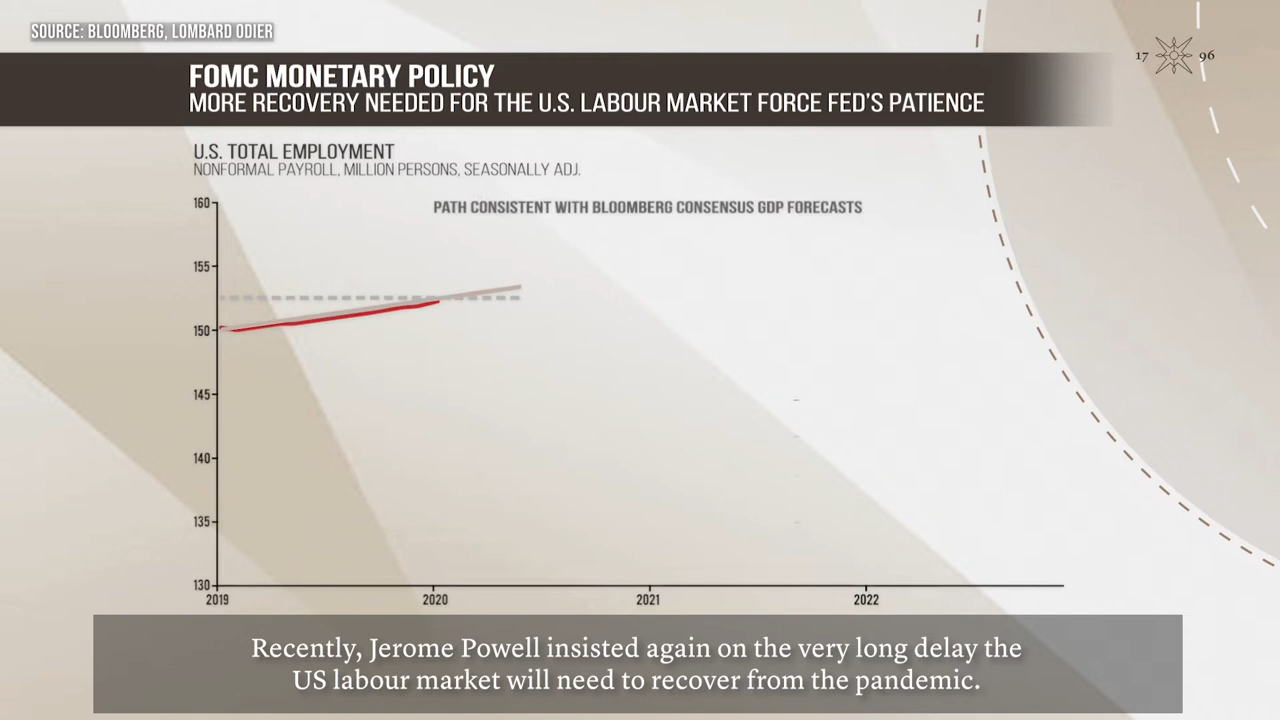 SOURCE: BLOOMBERG, LOMBARD ODIER
17 96
FOMC MONETARY POLICY
MORE RECOVERY NEEDED FOR THE U.S. LABOUR MARKET FORCE FED'S PATIENCE
U.S. TOTAL EMPLOYMENT
NONFORMAL PAYROLL, MILLION PERSONS, SEASONALLY ADJ.
PATH CONSISTENT WITH BLOOMBERG CONSENSUS GDP FORECASTS
160
155
150
145
140
135
130
2019 2020 2021 2022
Recently, Jerome Powell insisted again on the very long delay the
US labour market will need to recover from the pandemic.